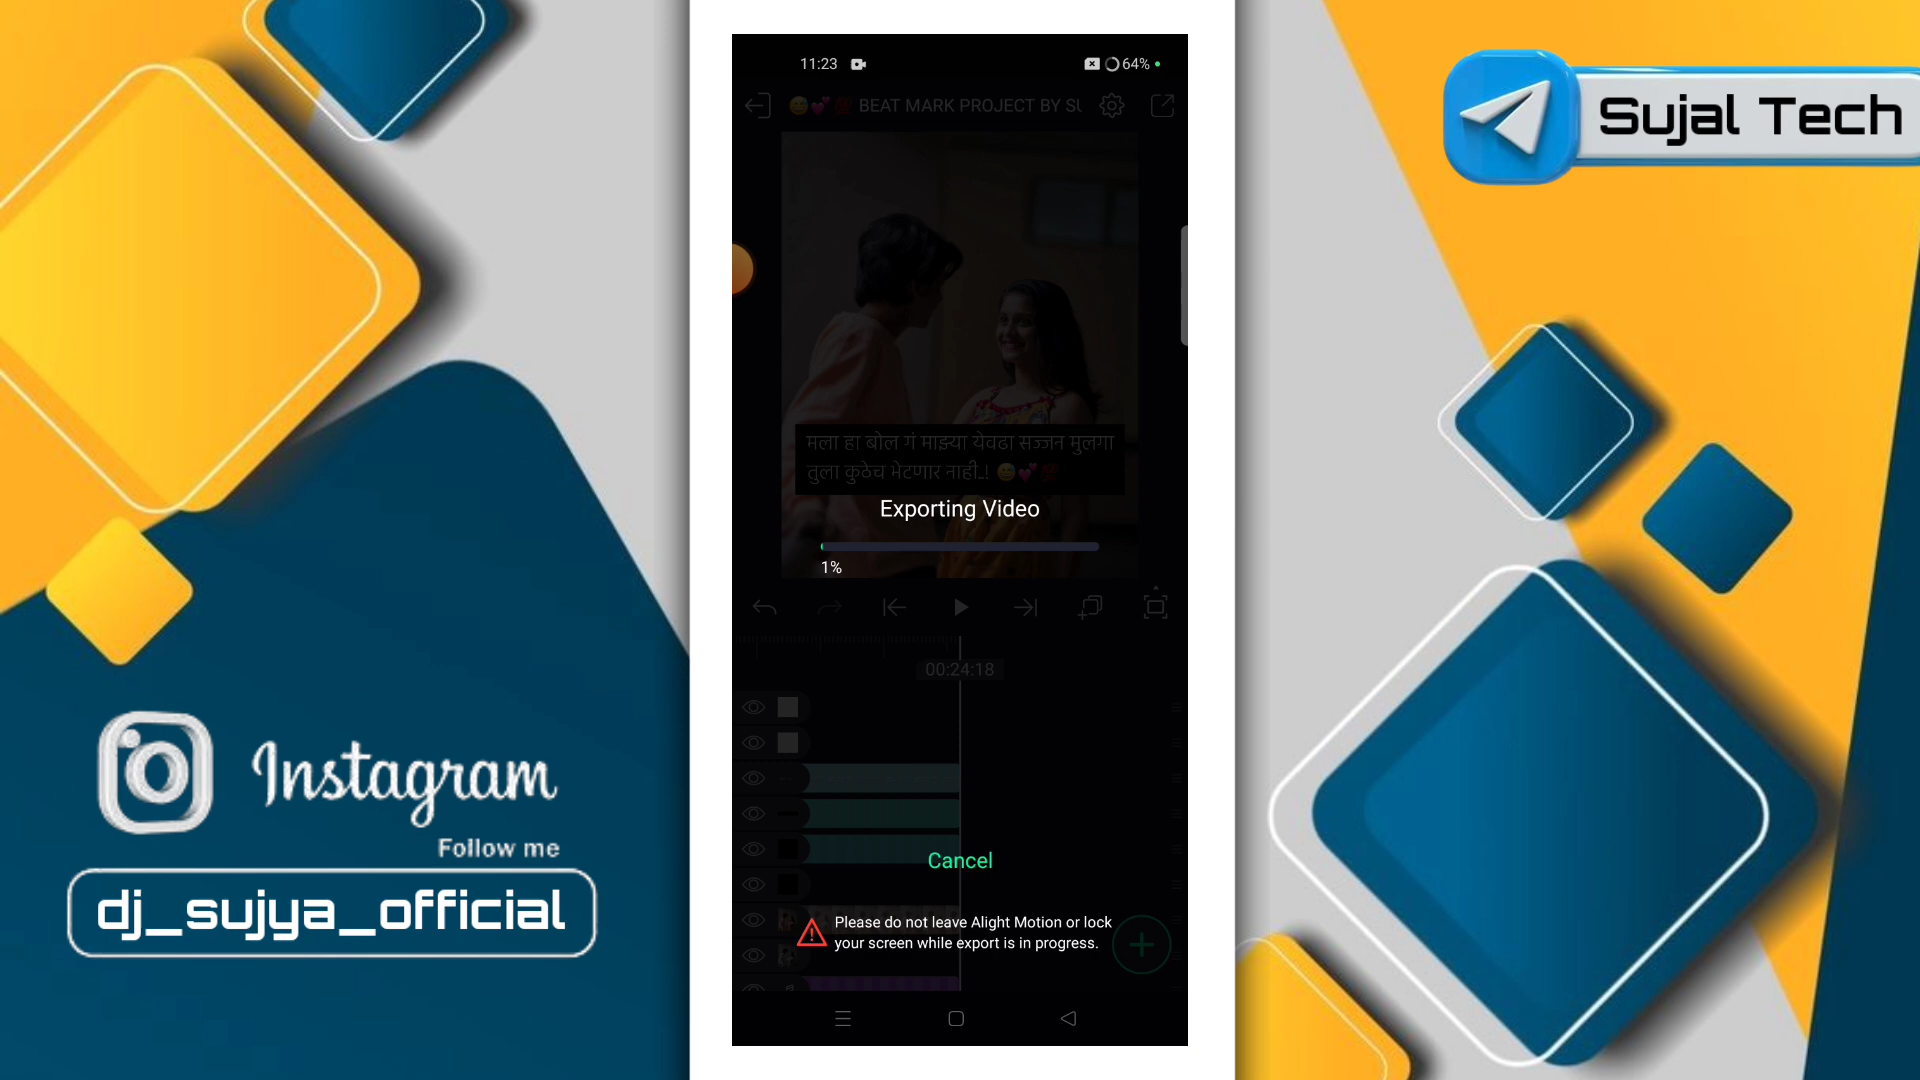 Sujal Tech
Instagram
Follow me
dj_sujya_official
11:23
64%
😅💕💯 BEAT MARK PROJECT BY SU
मला हा बोल गं माझ्या येवढा सज्जन मुलगा
तुला कुठेच भेटणार नाही..! 😅💕💯
Exporting Video
1%
00:24:18
Cancel
Please do not leave Alight Motion or lock
your screen while export is in progress.